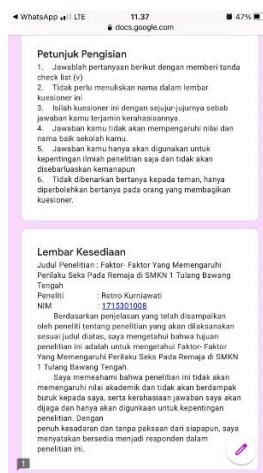 WhatsApp LTE 11.37 47%
docs.google.com
Petunjuk Pengisian
1. Jawablah pertanyaan berikut dengan memberi tanda
check list (v)
2. Tidak perlu menuliskan nama dalam lembar
kuesioner ini
3. Isilah kuesioner ini dengan sejujur-jujurnya sebab
jawaban kamu terjamin kerahasiaannya.
4. Jawaban kamu tidak akan mempengaruhi nilai dan
nama baik sekolah kamu.
5. Jawaban kamu hanya akan digunakan untuk
kepentingan ilmiah penelitian saja dan tidak akan
disebarluaskan kemanapun
6. Tidak dibenarkan bertanya kepada teman, hanya
diperbolehkan bertanya pada orang yang membagikan
kuesioner.
Lembar Kesediaan
Judul Penelitian : Faktor- Faktor Yang Memengaruhi
Perilaku Seks Pada Remaja di SMKN 1 Tulang Bawang
Tengah
Peneliti : Retno Kurniawati
NIM : 1715301008
Berdasarkan penjelasan yang telah disampaikan
oleh peneliti tentang penelitian yang akan dilaksanakan
sesuai judul diatas, saya mengetahui bahwa tujuan
penelitian ini adalah untuk mengetahui Faktor- Faktor
Yang Memengaruhi Perilaku Seks Pada Remaja di SMKN
1 Tulang Bawang Tengah.
Saya memeahami bahwa penelitian ini tidak akan
memengaruhi nilai akademik dan tidak akan berdampak
buruk kepada saya, serta kerahasiaan jawaban saya akan
dijaga dan hanya akan digunkaan untuk kepentingan
penelitian. Dengan
penuh kesadaran dan tanpa paksaan dari siapapun, saya
menyatakan bersedia menjadi responden dalam
penelitian ini.